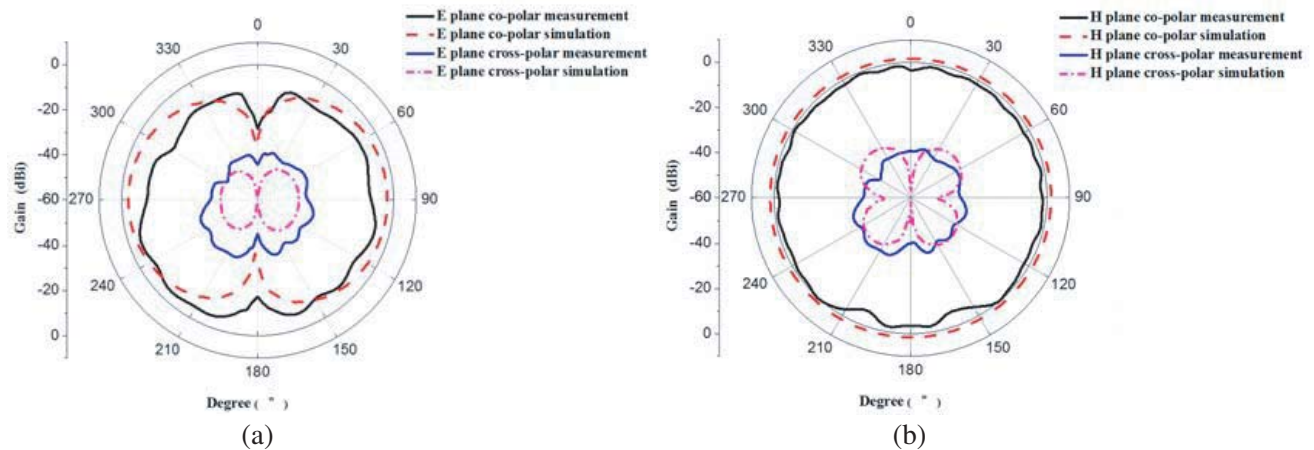 E plane co-polar measurement
E plane co-polar simulation
E plane cross-polar measurement
E plane cross-polar simulation
0
30
60
90
120
150
180
210
240
270
300
330
0
-20
-40
-60
-40
-20
0
Gain (dBi)
Degree ( ° )
(a)
H plane co-polar measurement
H plane co-polar simulation
H plane cross-polar measurement
H plane cross-polar simulation
0
30
60
90
120
150
180
210
240
270
300
330
0
-20
-40
-60
-40
-20
0
Gain (dBi)
Degree ( ° )
(b)